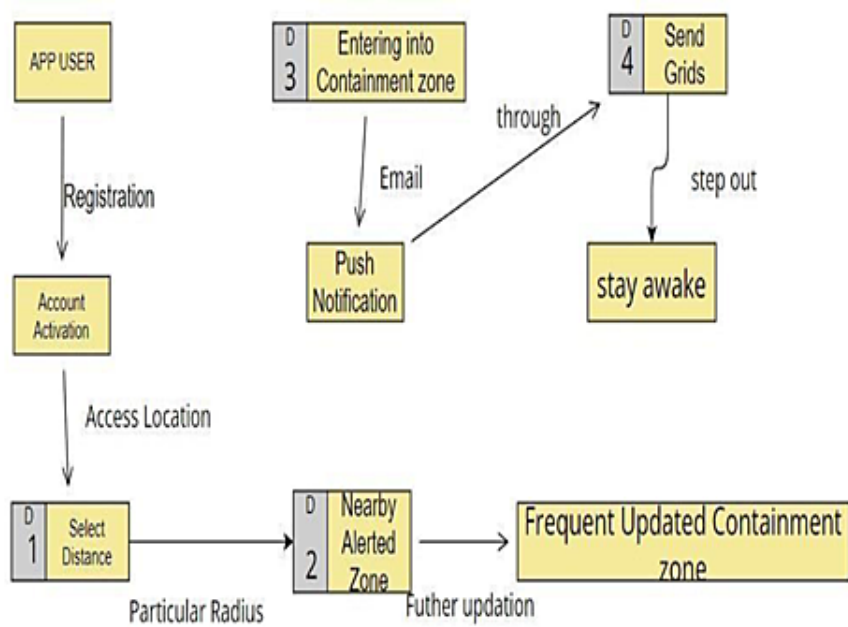 APP USER
Registration
Account
Activation
Access Location
D
1
Select
Distance
Particular Radius
D
2
Nearby
Alerted
Zone
Futher updation
Frequent Updated Containment
zone
D
3
Entering into
Containment zone
Email
Push
Notification
through
D
4
Send
Grids
step out
stay awake